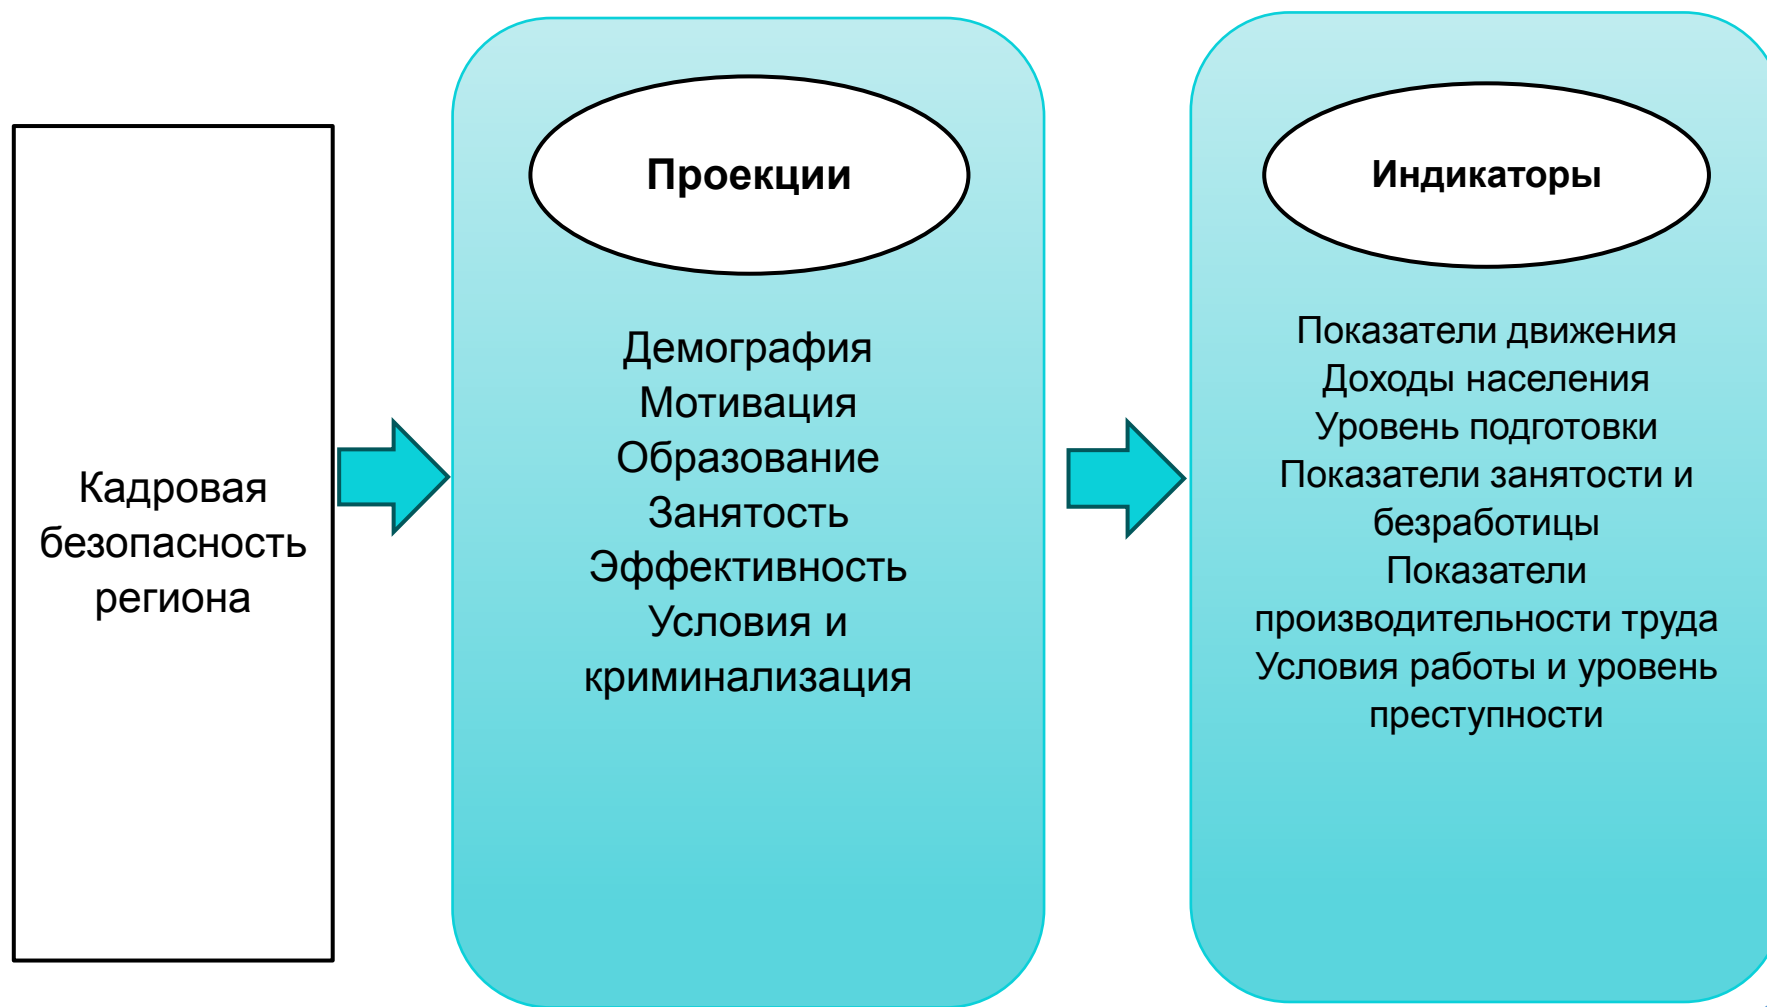 Кадровая
безопасность
региона
Проекции
Демография
Мотивация
Образование
Занятость
Эффективность
Условия и
криминализация
Индикаторы
Показатели движения
Доходы населения
Уровень подготовки
Показатели занятости и
безработицы
Показатели
производительности труда
Условия работы и уровень
преступности